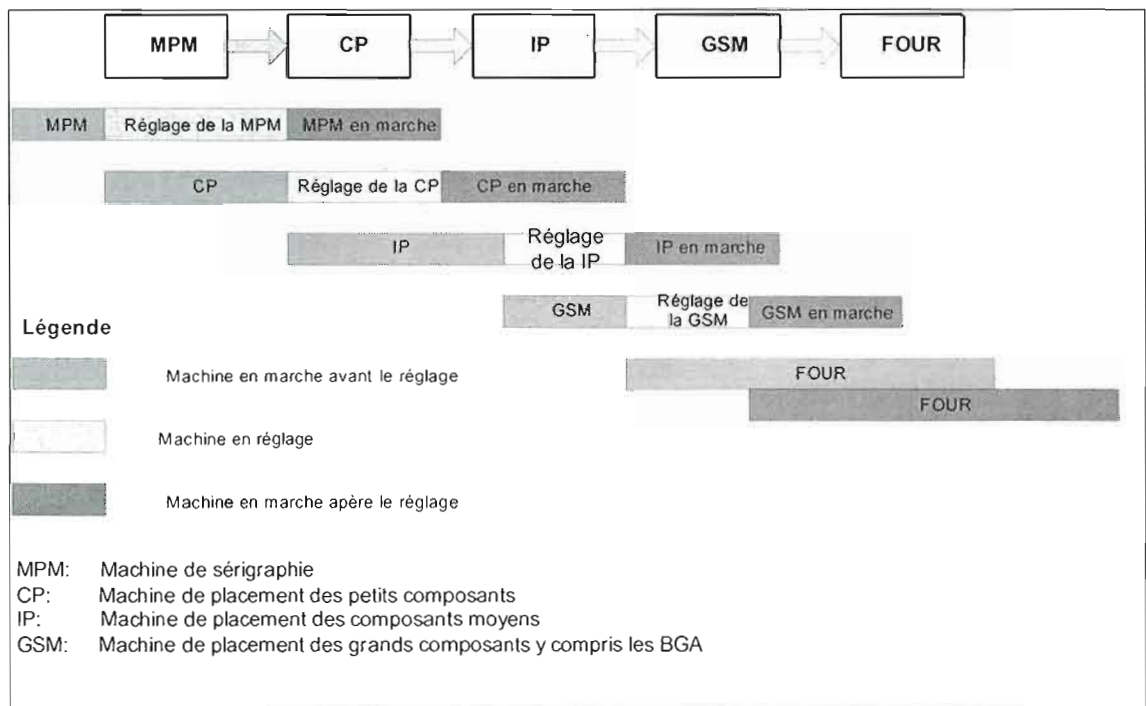 MPM CP IP GSM FOUR
MPM Réglage de la MPM MPM en marche
CP Réglage de la CP CP en marche
IP Réglage de la IP IP en marche
GSM Réglage de la GSM GSM en marche
Légende
FOUR
Machine en marche avant le réglage
FOUR
Machine en réglage
Machine en marche apère le réglage
MPM: Machine de sérigraphie
CP: Machine de placement des petits composants
IP: Machine de placement des composants moyens
GSM: Machine de placement des grands composants y compris les BGA